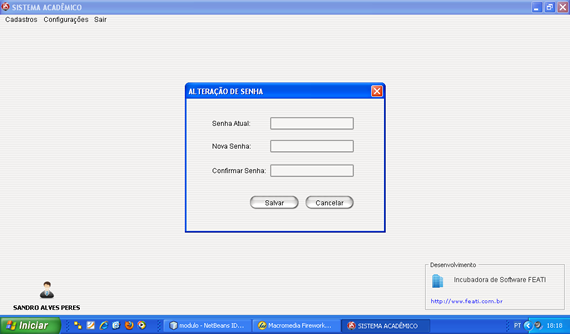 SISTEMA ACADÊMICO
Cadastros Configurações Sair
ALTERAÇÃO DE SENHA
Senha Atual:
Nova Senha:
Confirmar Senha:
Salvar Cancelar
Desenvolvimento
Incubadora de Software FEATI
http://www.feati.com.br
SANDRO ALVES PERES
Iniciar modulo - NetBeans ID... Macromedia Firework... SISTEMA ACADÊMICO PT 18:18